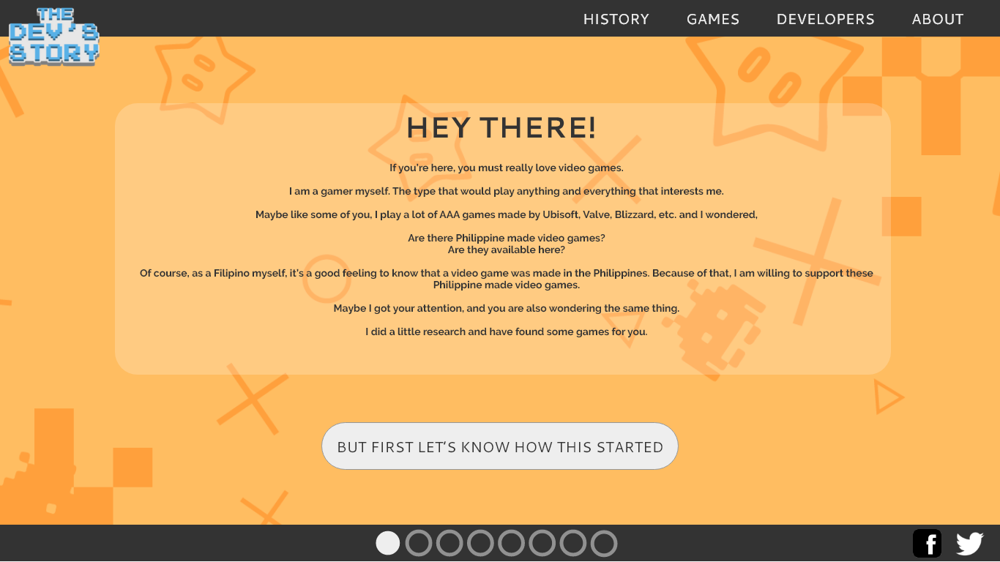 THE
DEV'S
STORY
HISTORY GAMES DEVELOPERS ABOUT
HEY THERE!
If you're here, you must really love video games.
I am a gamer myself. The type that would play anything and everything that interests me.
Maybe like some of you, I play a lot of AAA games made by Ubisoft, Valve, Blizzard, etc. and I wondered,
Are there Philippine made video games?
Are they available here?
Of course, as a Filipino myself, it's a good feeling to know that a video game was made in the Philippines. Because of that, I am willing to support these
Philippine made video games.
Maybe I got your attention, and you are also wondering the same thing.
I did a little research and have found some games for you.
BUT FIRST LET'S KNOW HOW THIS STARTED